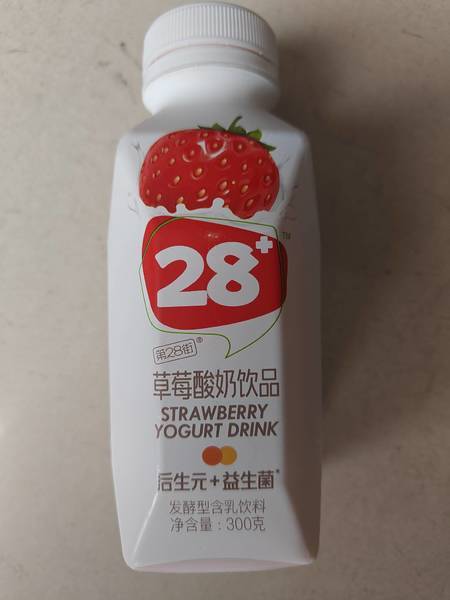 28+
TM
第28街®
草莓酸奶饮品
STRAWBERRY
YOGURT DRINK
后生元+益生菌*
发酵型含乳饮料
净含量:300克